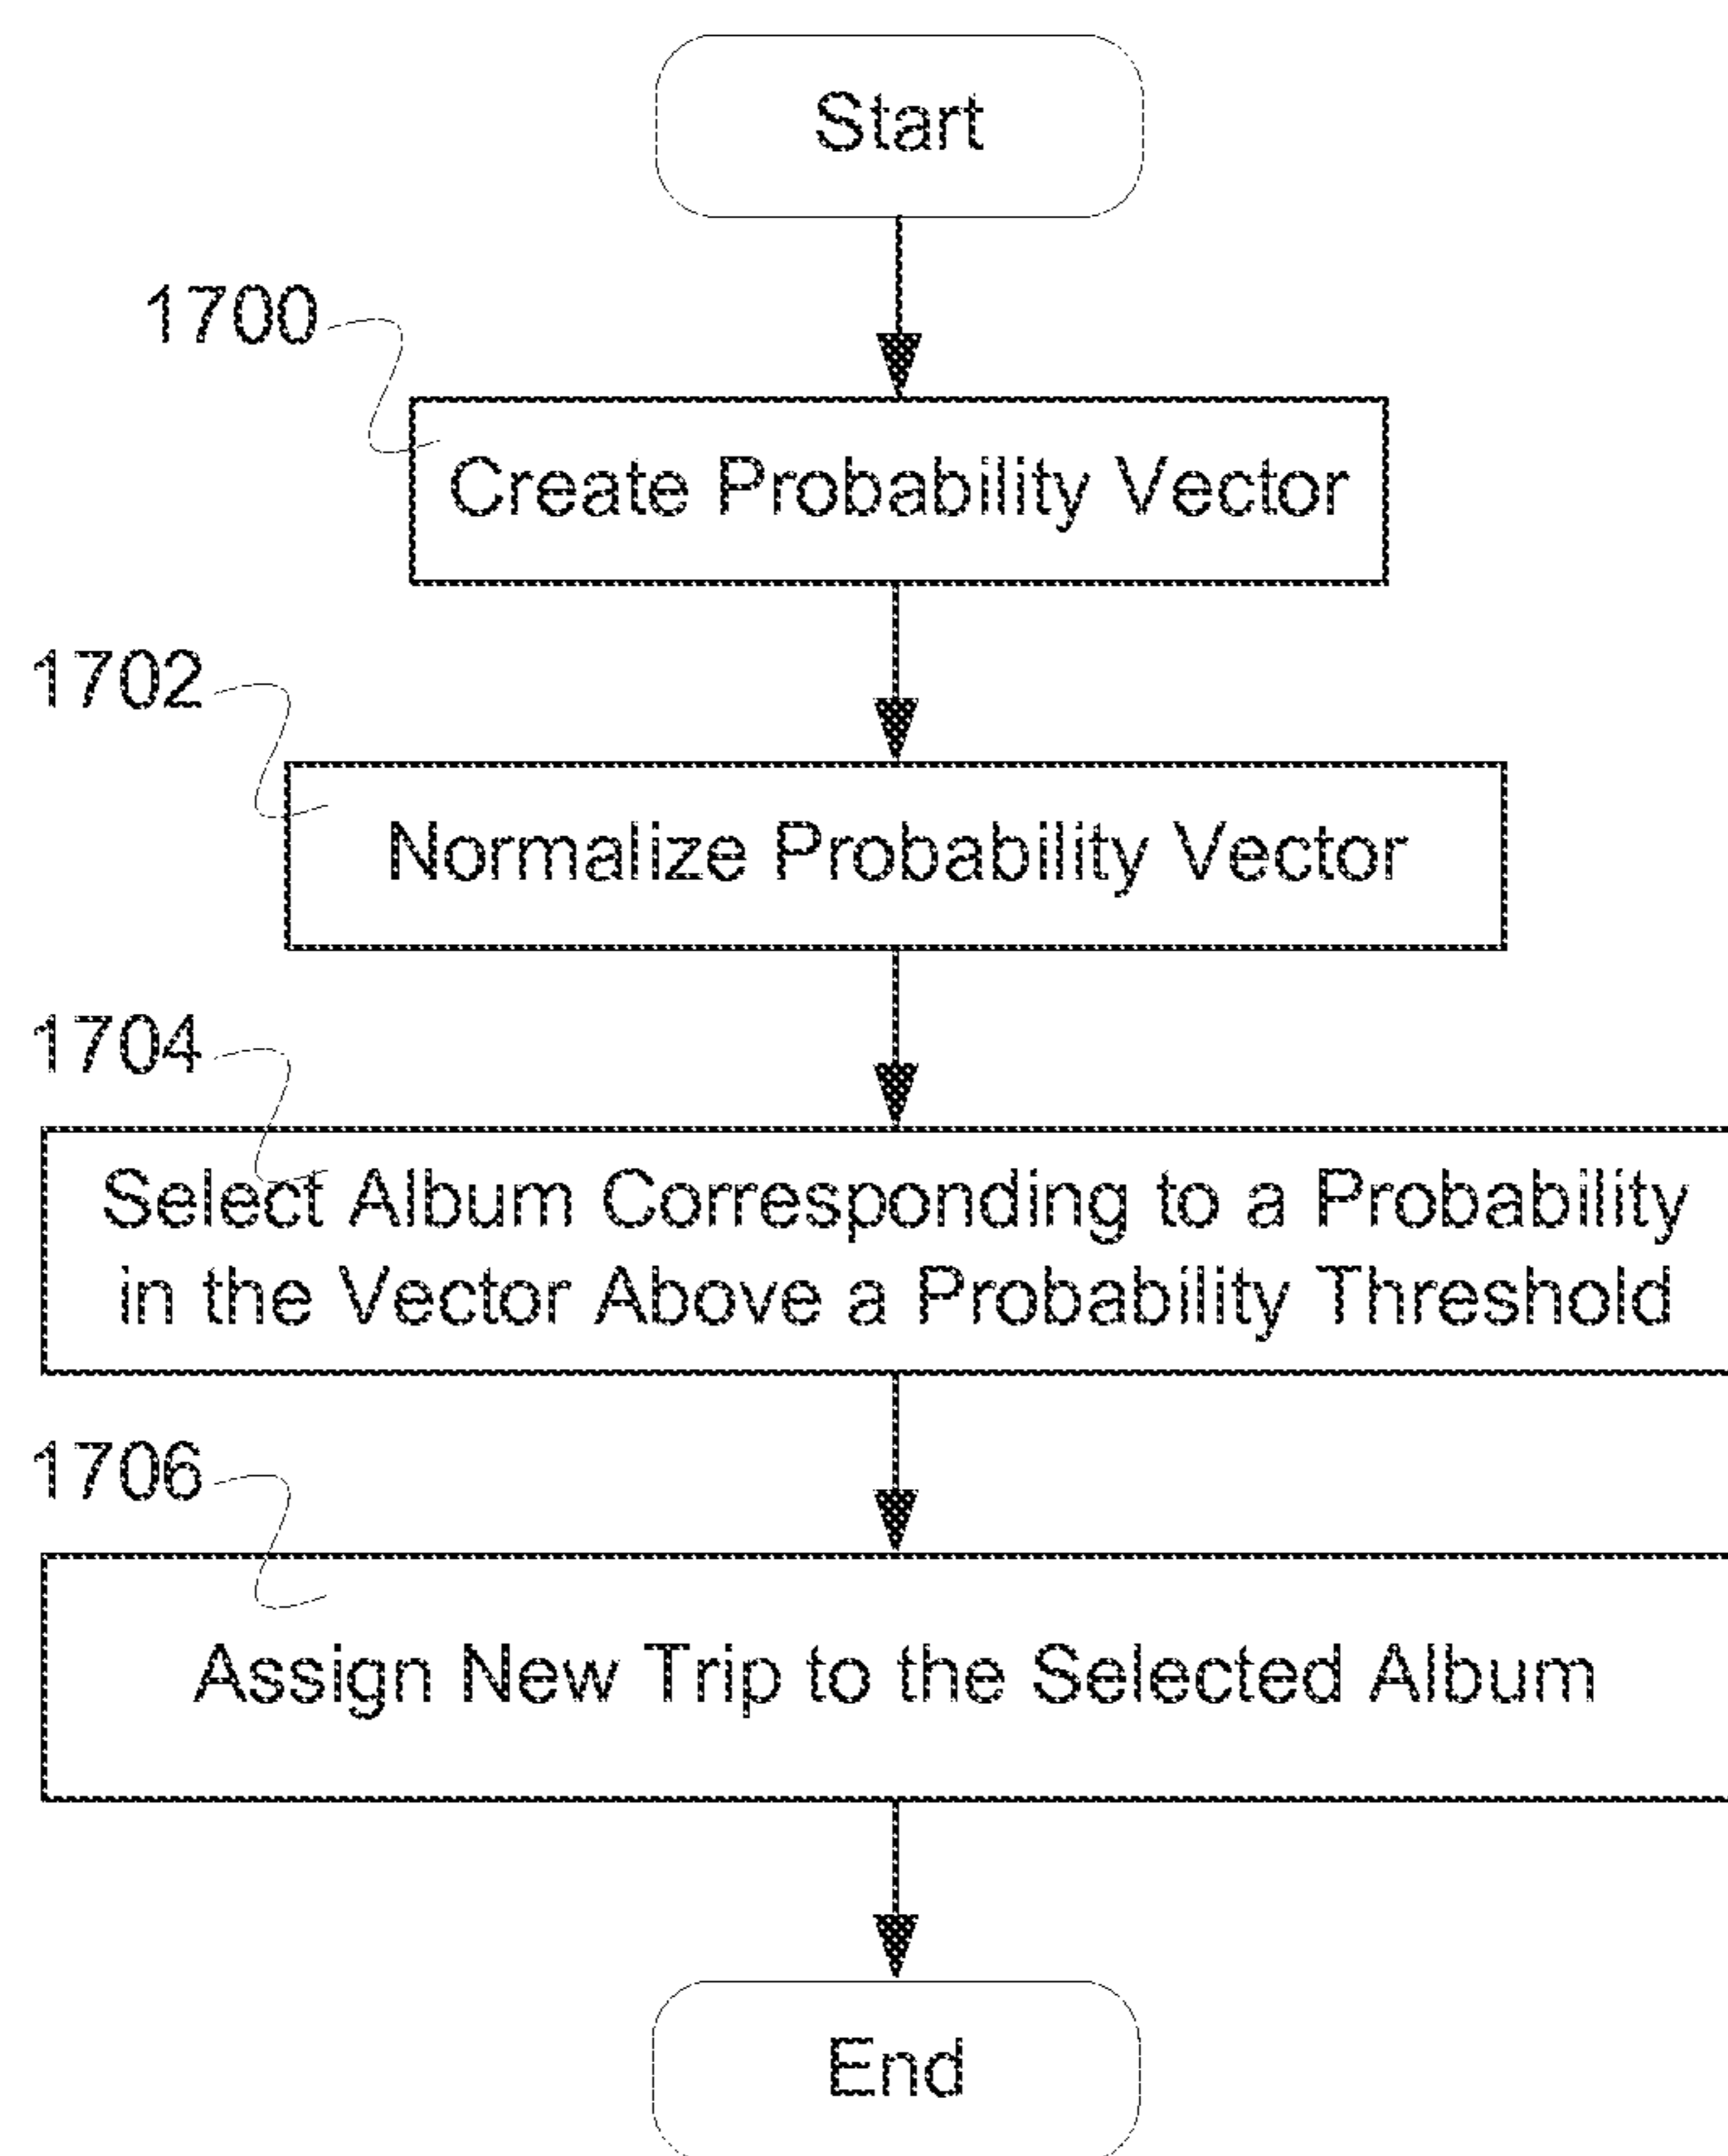 Start
1700
Create Probability Vector
1702
Normalize Probability Vector
1704
Select Album Corresponding to a Probability
in the Vector Above a Probability Threshold
1706
Assign New Trip to the Selected Album
End